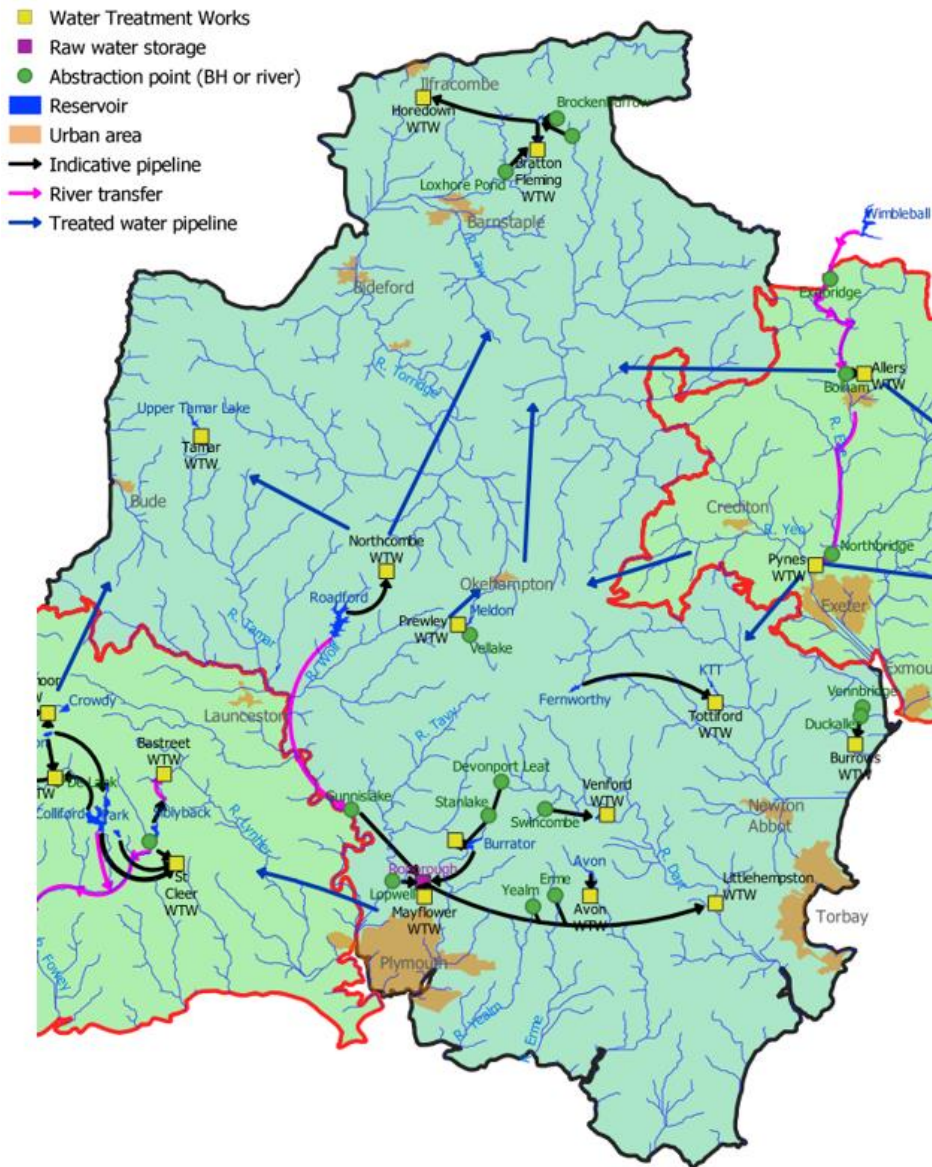 Water Treatment Works
Raw water storage
Abstraction point (BH or river)
Reservoir
Urban area
Indicative pipeline
River transfer
Treated water pipeline
Ilfracombe
Horedown
WTW
Brockenburrow
Bratton
Fleming
WTW
Loxhore Pond
Barnstaple
R. Taw
Wimbleball
Bideford
Exebridge
R. Torridge
Allers
WTW
Bolham
Upper Tamar Lake
Tamar
WTW
R. Exe
Bude
Crediton
R. Yeo
Northcombe
WTW
Northbridge
Pynes
WTW
Okehampton
Roadford
Meldon
Exeter
Prewley
WTW
Vellake
R. Tamar
R. Wolf
KTT
Exmou
Fernworthy
Vennbridge
Launceston
Tottiford
WTW
Duckaller
moor
W
Crowdy
R. Tavy
Burrows
WTW
Bastreet
WTW
Devonport Leat
Venford
WTW
De Lank
TW
Gunnislake
Stanlake
Newton
Abbot
Colliford
Park
Siblyback
Swincombe
R. Lynher
Burrator
Avon
R. Dart
St
Cleer
WTW
Roborough
Lopwell
Erme
Yealm
Littlehempston
WTW
Mayflower
WTW
Avon
WTW
Torbay
Fowey
Plymouth
R. Yealm
Erme